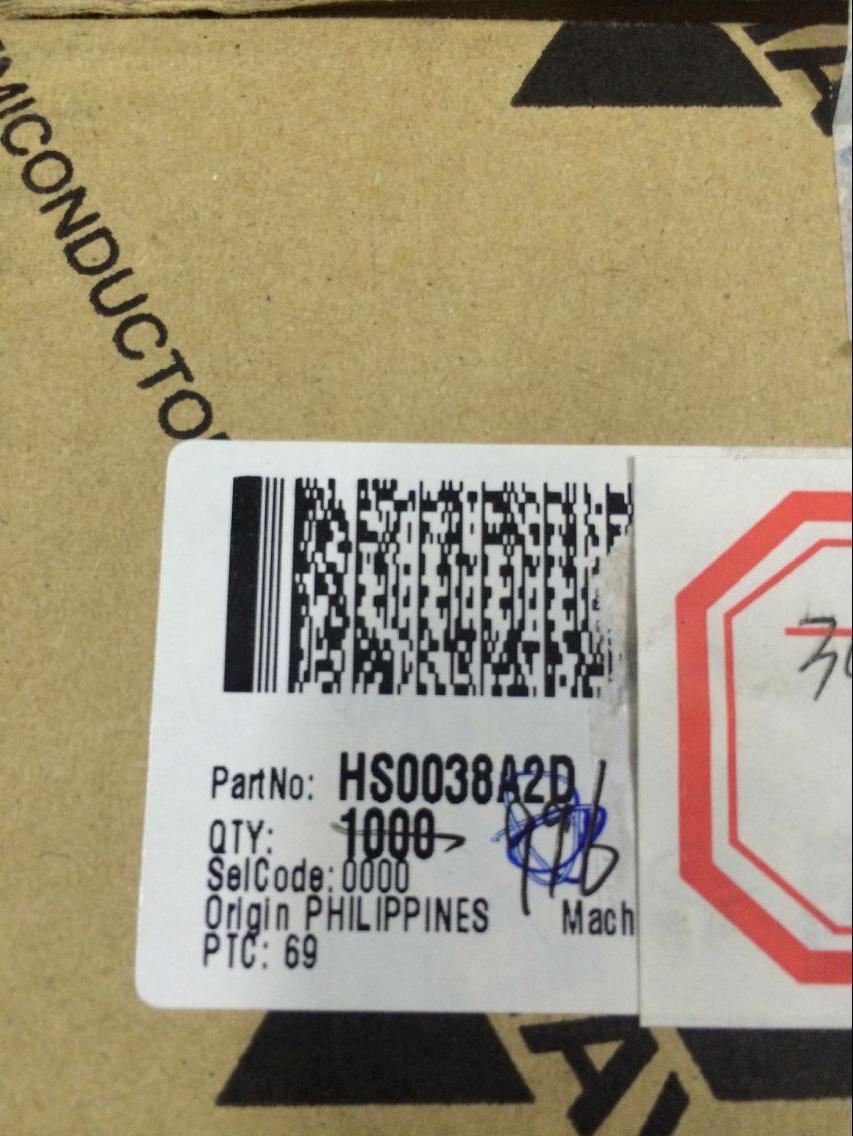 MICONDUCTO
PartNo: HS0038A2D
QTY: 1000
SelCode: 0000
Origin PHILIPPINES Mach
PTC: 69